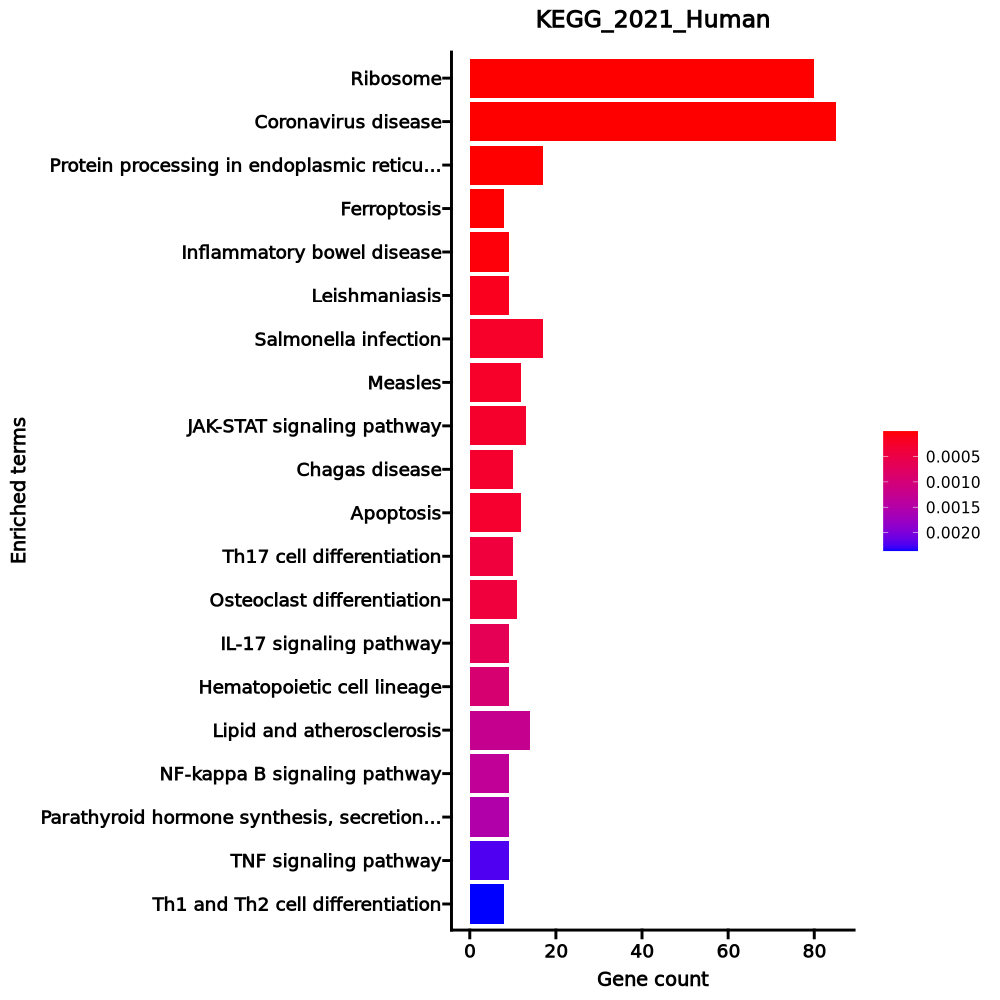 KEGG_2021_Human
Ribosome
Coronavirus disease
Protein processing in endoplasmic reticu...
Ferroptosis
Inflammatory bowel disease
Leishmaniasis
Salmonella infection
Measles
JAK-STAT signaling pathway
Chagas disease
Apoptosis
Th17 cell differentiation
Osteoclast differentiation
IL-17 signaling pathway
Hematopoietic cell lineage
Lipid and atherosclerosis
NF-kappa B signaling pathway
Parathyroid hormone synthesis, secretion...
TNF signaling pathway
Th1 and Th2 cell differentiation
Enriched terms
0 20 40 60 80
Gene count
0.0005
0.0010
0.0015
0.0020